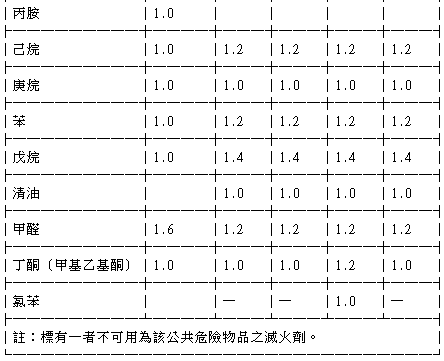 丙胺 1.0
己烷 1.0 1.2 1.2 1.2 1.2
庚烷 1.0 1.0 1.0 1.0 1.0
苯 1.0 1.2 1.2 1.2 1.2
戊烷 1.0 1.4 1.4 1.4 1.4
清油 1.0 1.0 1.0 1.0
甲醛 1.6 1.2 1.2 1.2 1.2
丁酮〔甲基乙基酮〕 1.0 1.0 1.0 1.2 1.0
氯苯 — — 1.0 —
註：標有一者不可用為該公共危險物品之滅火劑。